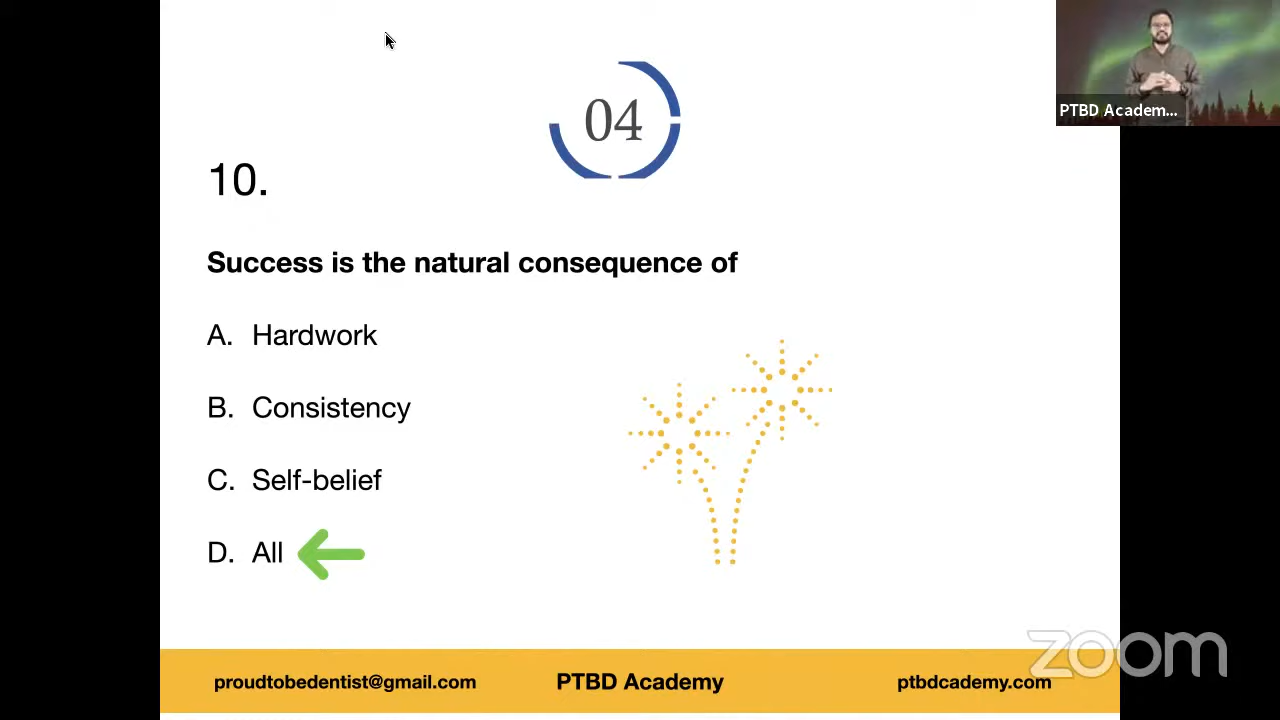 04
PTBD Academ...
10.
Success is the natural consequence of
A. Hardwork
B. Consistency
C. Self-belief
D. All
zoom
proudtobedentist@gmail.com
PTBD Academy
ptbdcademy.com